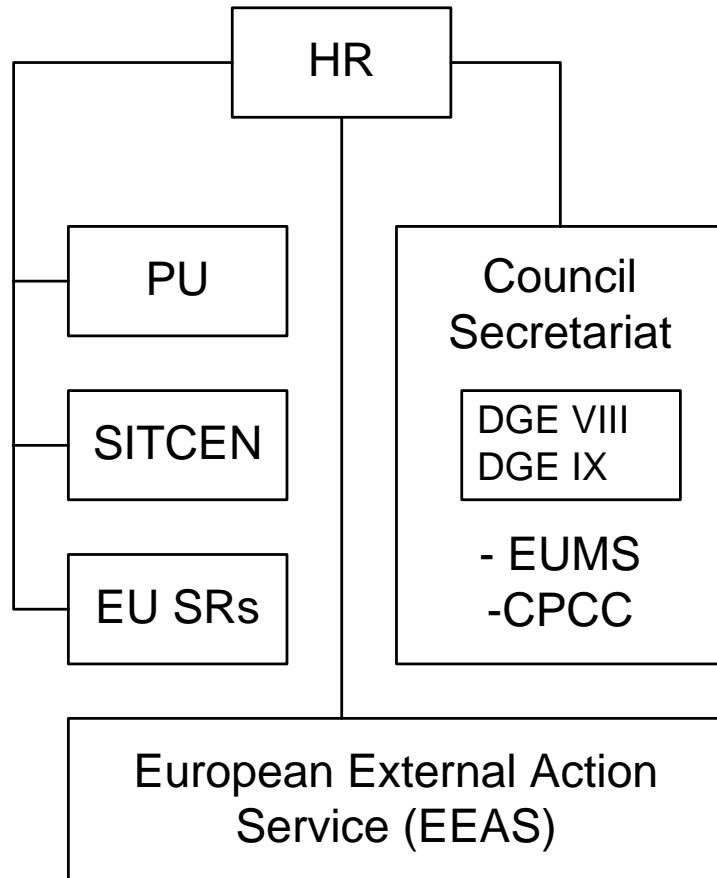 HR
PU
SITCEN
EU SRs
Council
Secretariat
DGE VIII
DGE IX
- EUMS
-CPCC
European External Action
Service (EEAS)